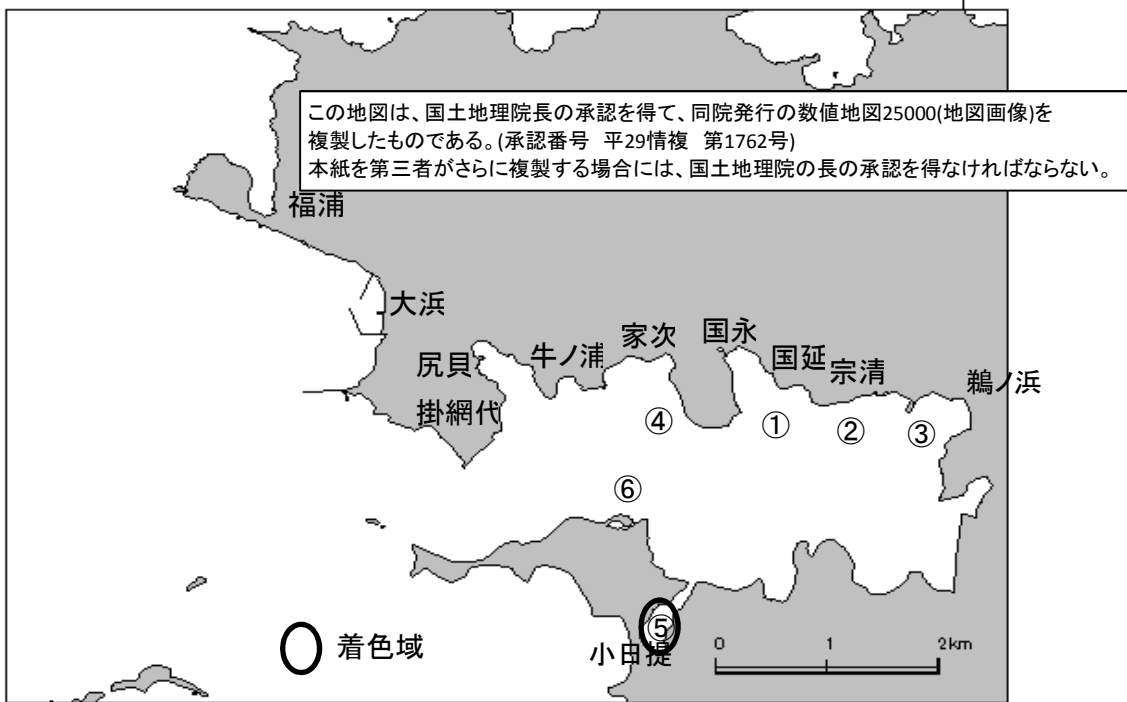 この地図は、国土地理院長の承認を得て、同院発行の数値地図25000(地図画像)を
複製したものである。(承認番号 平29情複 第1762号)
本紙を第三者がさらに複製する場合には、国土地理院の長の承認を得なければならない。
福浦
大浜
尻貝
掛網代
牛ノ浦
家次
国永
国延
宗清
鵜ノ浜
④
①
②
③
⑥
⑤
小日提
着色域
0 1 2km